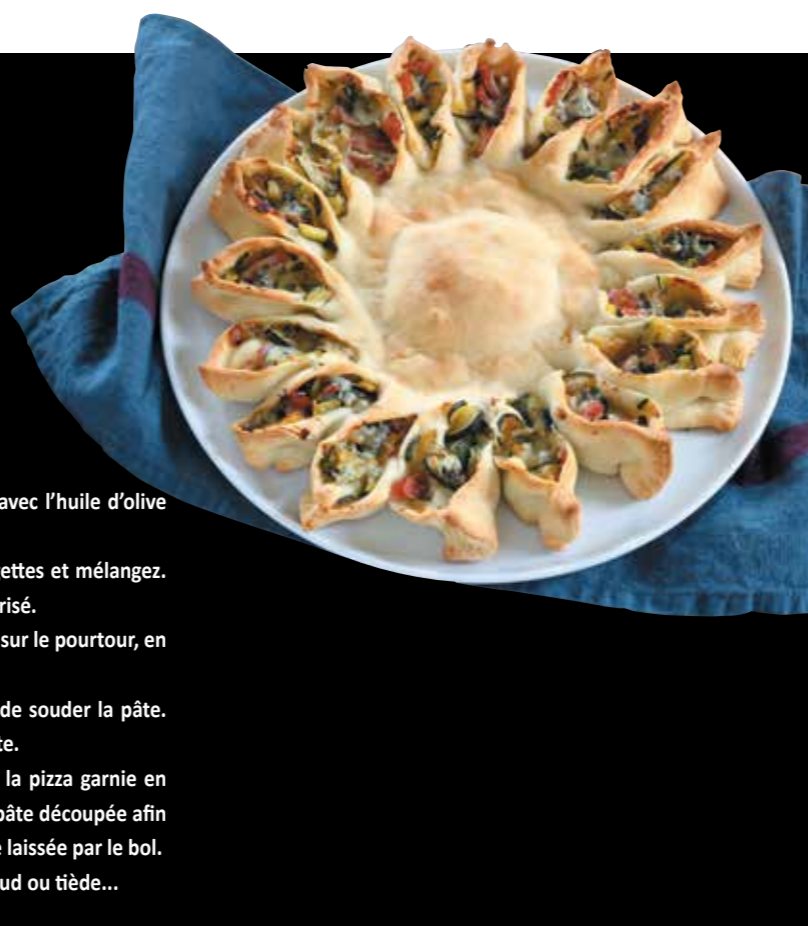 avec l’huile d’olive
gettes et mélangez.
risé.
sur le pourtour, en
de souder la pâte.
te.
la pizza garnie en
pâte découpée afin
e laissée par le bol.
ud ou tiède...